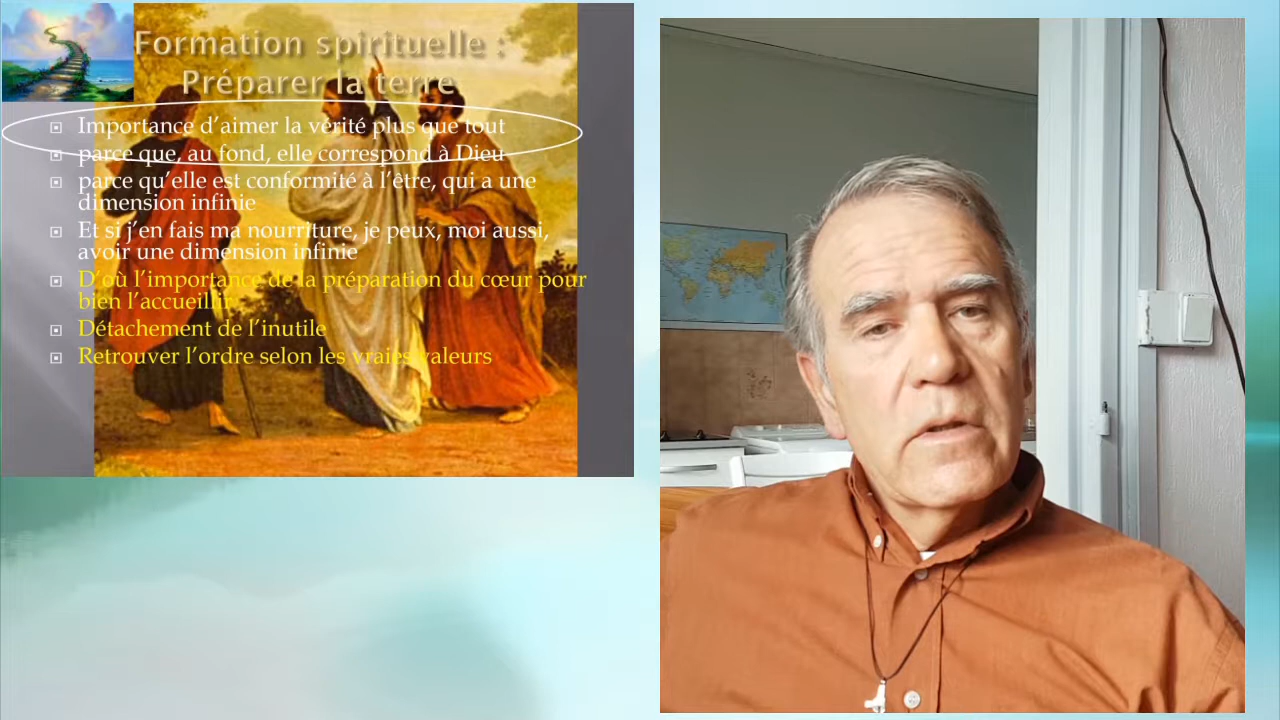 Formation spirituelle :
Préparer la terre
Importance d’aimer la vérité plus que tout
parce que, au fond, elle correspond à Dieu
parce qu’elle est conformité à l’être, qui a une
dimension infinie
Et si j’en fais ma nourriture, je peux, moi aussi,
avoir une dimension infinie
D’où l’importance de la préparation du cœur pour
bien l’accueillir
Détachement de l’inutile
Retrouver l’ordre selon les vraies valeurs